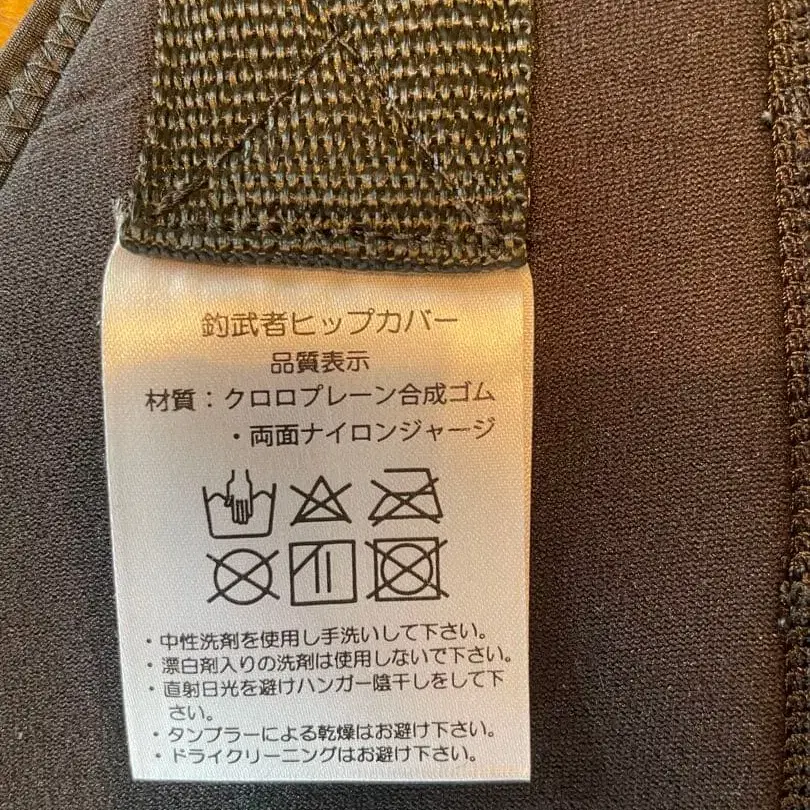 釣武者ヒップカバー
品質表示
材質：クロロプレーン合成ゴム
・両面ナイロンジャージ
・中性洗剤を使用し手洗いして下さい。
・漂白剤入りの洗剤は使用しないで下さい。
・直射日光を避けハンガー陰干しをして下
さい。
・タンブラーによる乾燥はお避け下さい。
・ドライクリーニングはお避け下さい。